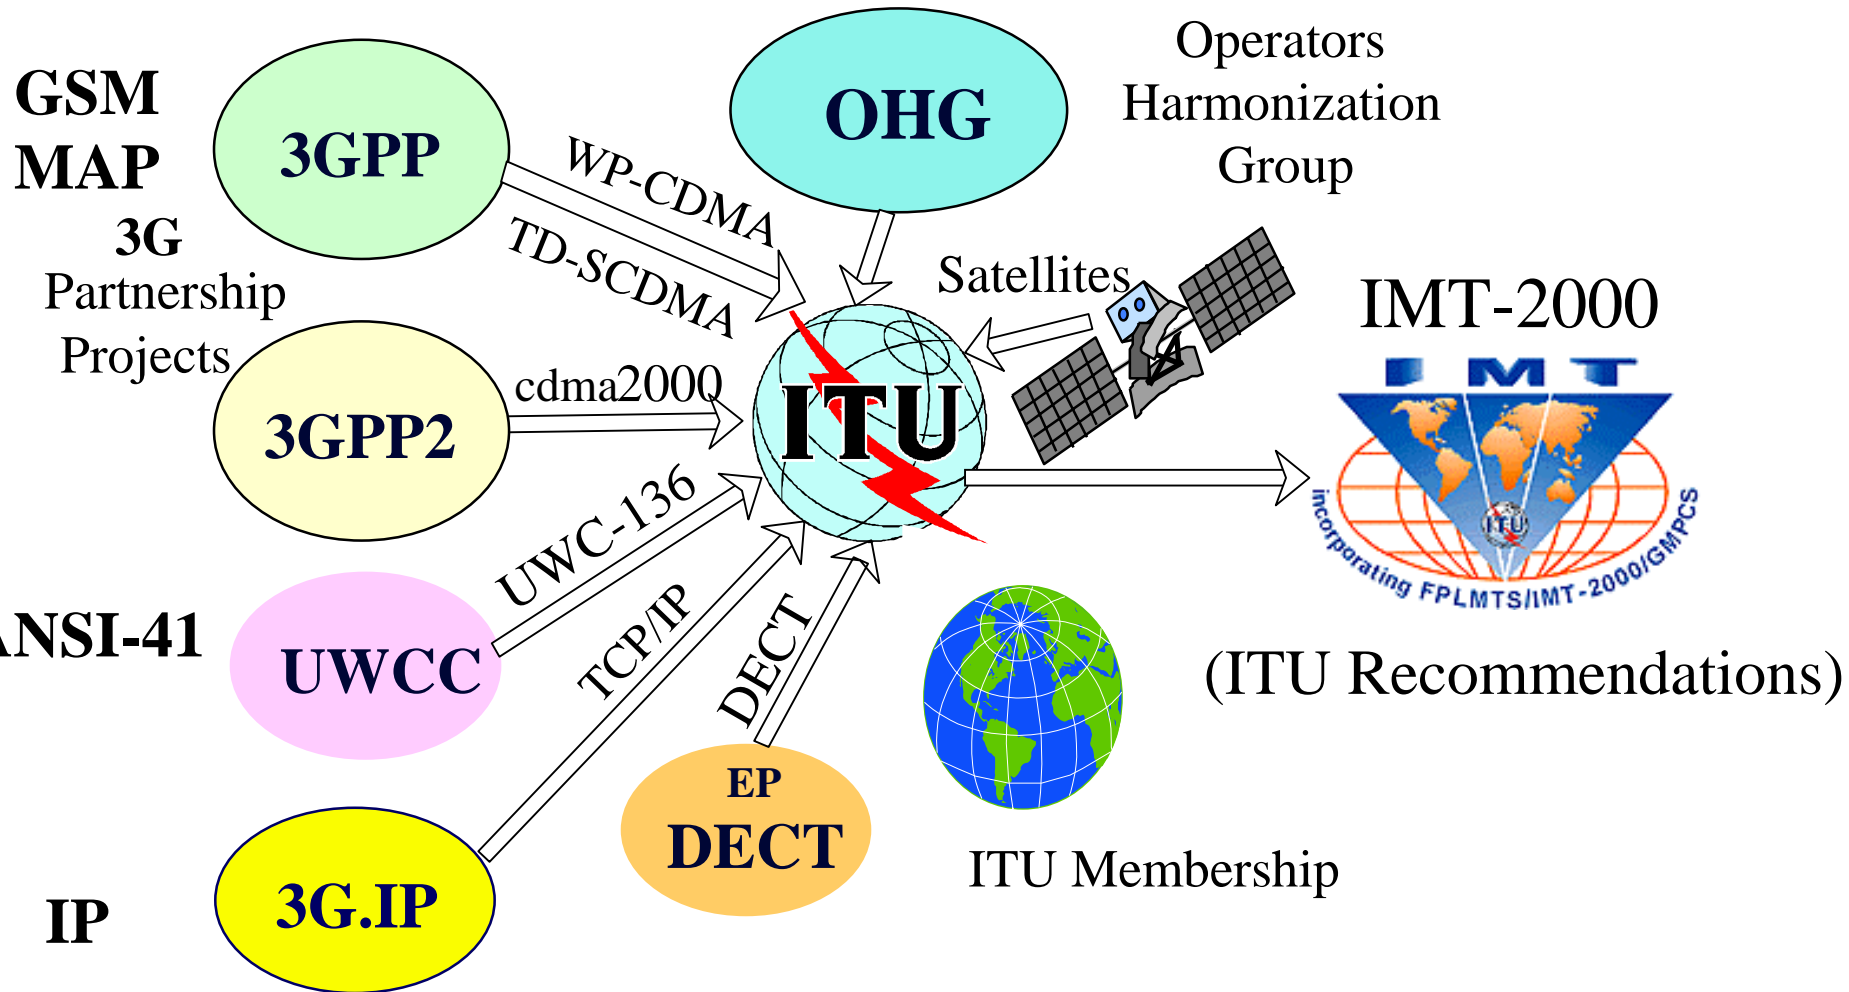 GSM
MAP
3G
Partnership
Projects
3GPP
WP-CDMA
TD-SCDMA
OHG
Operators
Harmonization
Group
Satellites
3GPP2
cdma2000
ITU
IMT-2000
IMT
ITU
incorporating FPLMTS/IMT-2000/GMPCS
(ITU Recommendations)
ANSI-41
UWCC
UWC-136
TCP/IP
DECT
EP
DECT
ITU Membership
IP
3G.IP